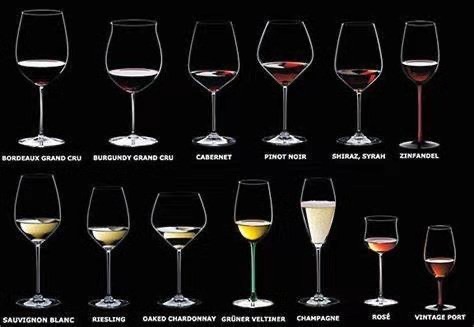 BORDEAUX GRAND CRU
BURGUNDY GRAND CRU
CABERNET
PINOT NOIR
SHIRAZ, SYRAH
ZINFANDEL
SAUVIGNON BLANC
RIESLING
OAKED CHARDONNAY
GRÜNER VELTINER
CHAMPAGNE
ROSÉ
VINTAGE PORT